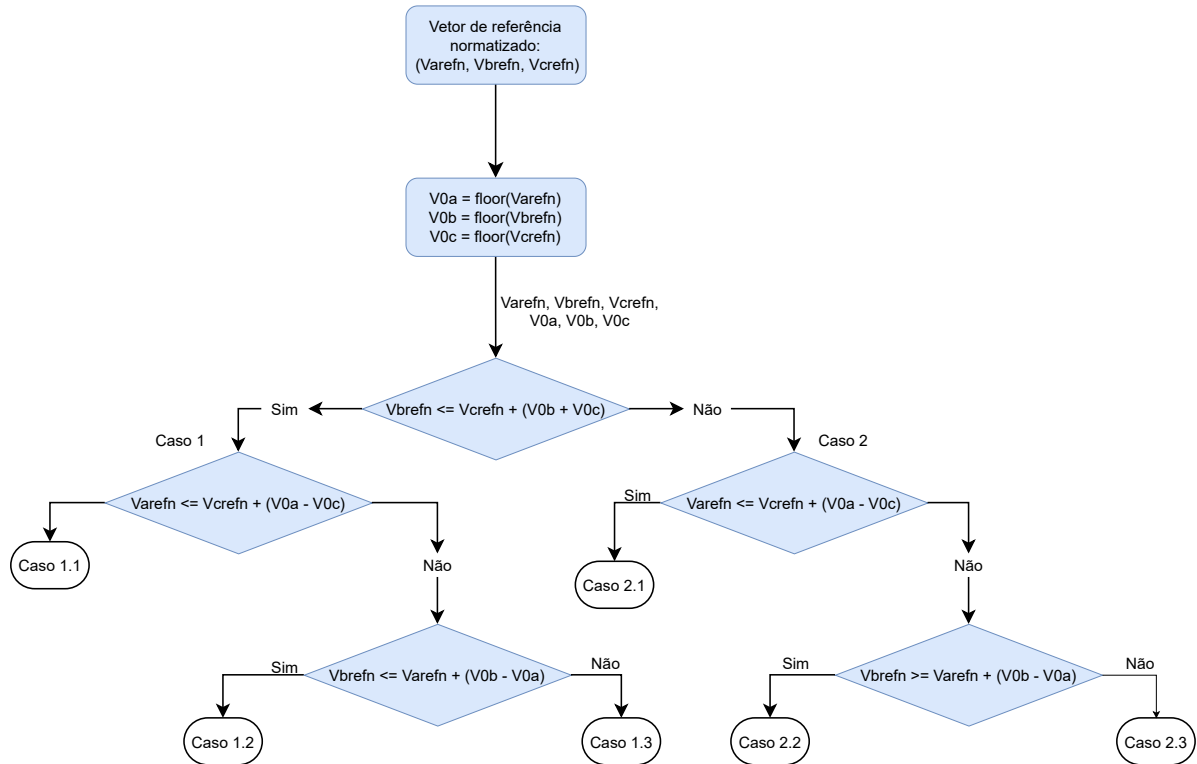 Vetor de referência
normatizado:
(Varefn, Vbrefn, Vcrefn)
V0a = floor(Varefn)
V0b = floor(Vbrefn)
V0c = floor(Vcrefn)
Varefn, Vbrefn, Vcrefn,
V0a, V0b, V0c
Vbrefn <= Vcrefn + (V0b + V0c)
Sim
Não
Caso 1
Caso 2
Varefn <= Vcrefn + (V0a - V0c)
Sim
Varefn <= Vcrefn + (V0a - V0c)
Caso 1.1
Não
Caso 2.1
Não
Sim
Vbrefn <= Varefn + (V0b - V0a)
Não
Sim
Vbrefn >= Varefn + (V0b - V0a)
Não
Caso 1.2
Caso 1.3
Caso 2.2
Caso 2.3